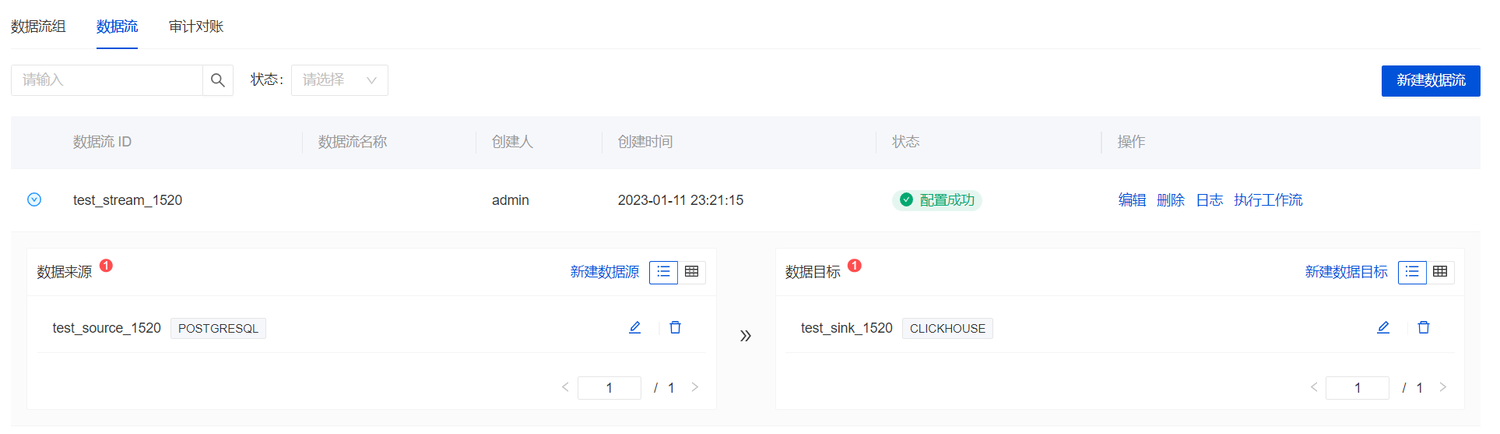 数据流组 数据流 审计对账
请输入 状态: 请选择 新建数据流
数据流 ID 数据流名称 创建人 创建时间 状态 操作
test_stream_1520 admin 2023-01-11 23:21:15 配置成功 编辑 删除 日志 执行工作流
数据来源 1 新建数据源 数据目标 1 新建数据目标
test_source_1520 POSTGRESQL » test_sink_1520 CLICKHOUSE
< 1 / 1 > < 1 / 1 >